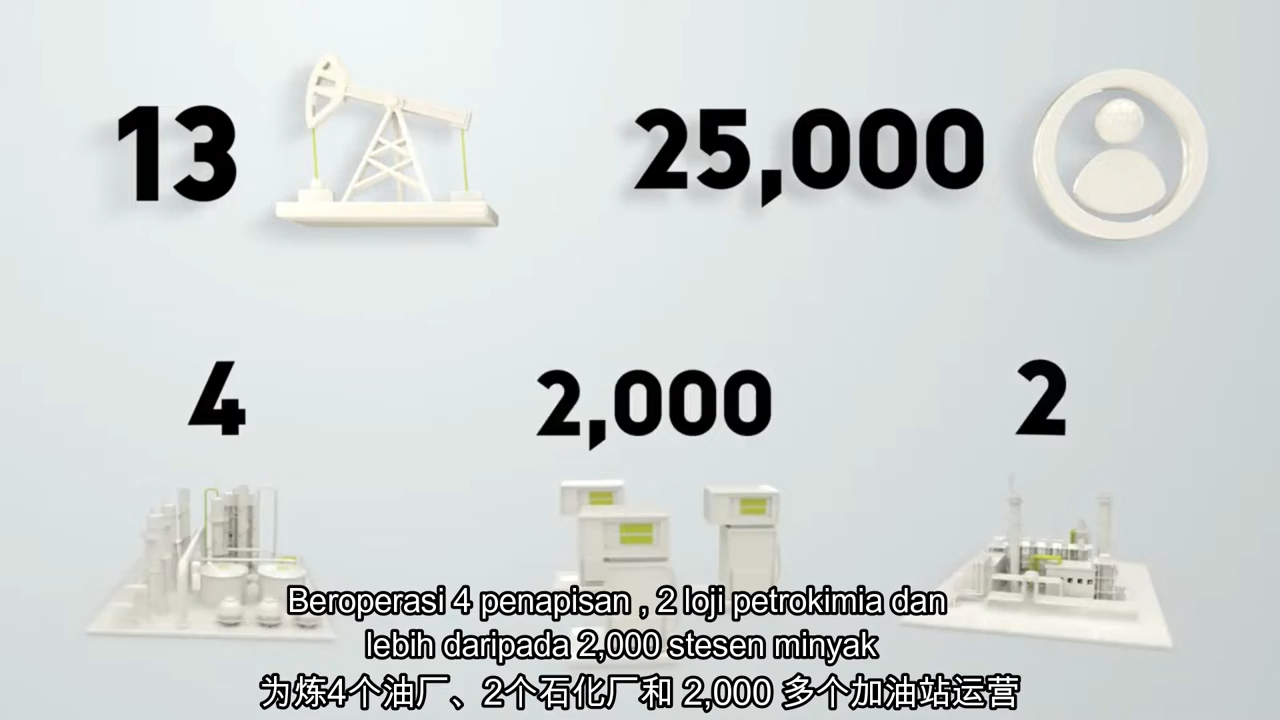 13
25,000
4
2,000
2
Beroperasi 4 penapisan , 2 loji petrokimia dan
lebih daripada 2,000 stesen minyak
为炼4个油厂、2个石化厂和 2,000 多个加油站运营